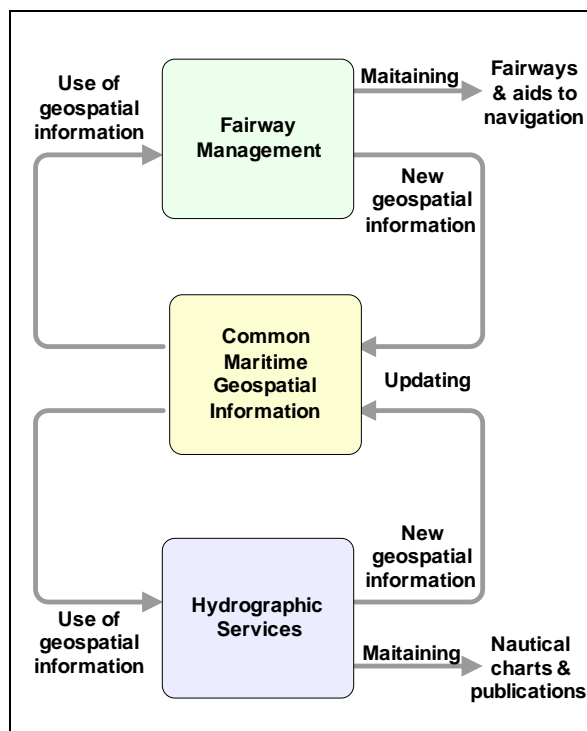 Use of
geospatial
information
Fairway
Management
Maitaining
Fairways
& aids to
navigation
New
geospatial
information
Common
Maritime
Geospatial
Information
Updating
Use of
geospatial
information
Hydrographic
Services
New
geospatial
information
Maitaining
Nautical
charts &
publications